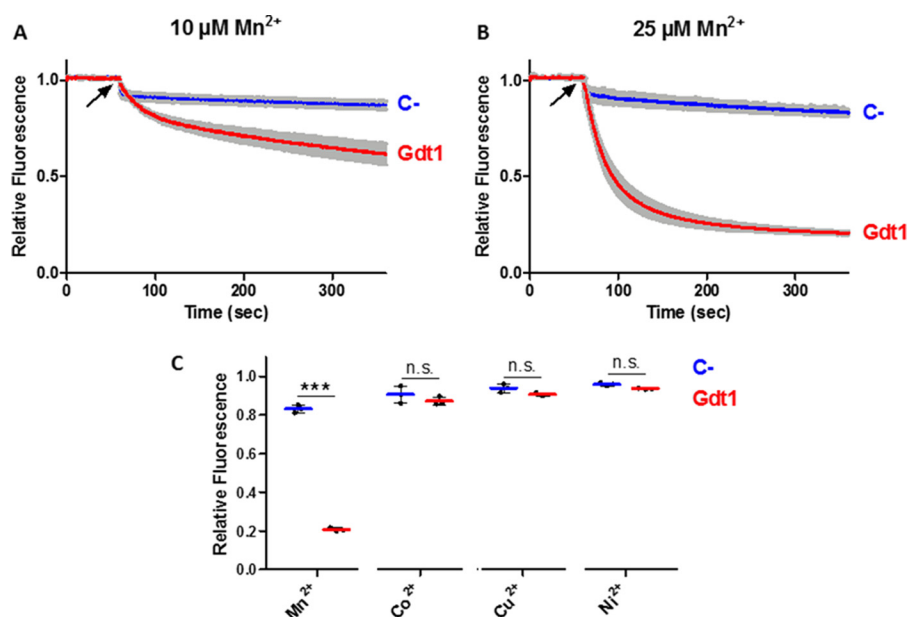 A
10 µM Mn²⁺
Relative Fluorescence
1.0
0.5
0.0
0
100
200
300
Time (sec)
C-
Gdt1
B
25 µM Mn²⁺
Relative Fluorescence
1.0
0.5
0.0
0
100
200
300
Time (sec)
C-
Gdt1
C
Relative Fluorescence
1.0
0.8
0.6
0.4
0.2
0.0
***
n.s.
n.s.
n.s.
C-
Gdt1
Mn²⁺
Co²⁺
Cu²⁺
Ni²⁺